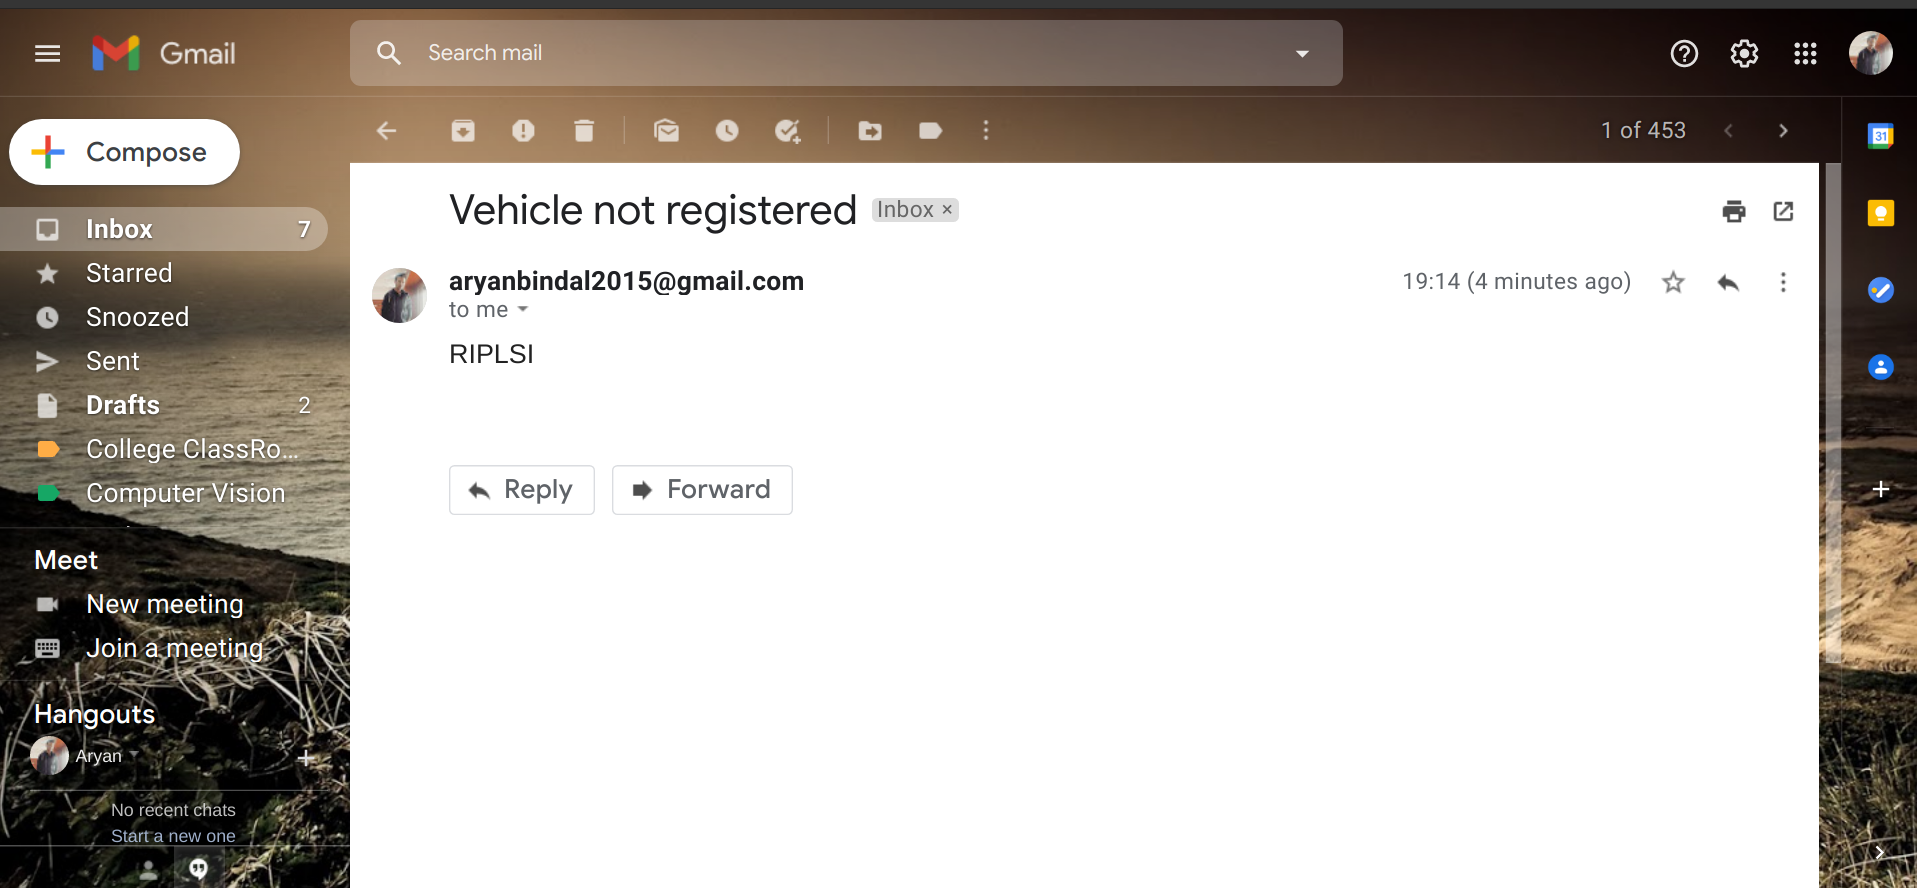 Gmail
Search mail
Compose
1 of 453
31
Inbox 7
Starred
Snoozed
Sent
Drafts 2
College ClassRo...
Computer Vision
Meet
New meeting
Join a meeting
Hangouts
Aryan
No recent chats
Start a new one
Vehicle not registered Inbox ×
aryanbindal2015@gmail.com 19:14 (4 minutes ago)
to me
RIPLSI
Reply Forward